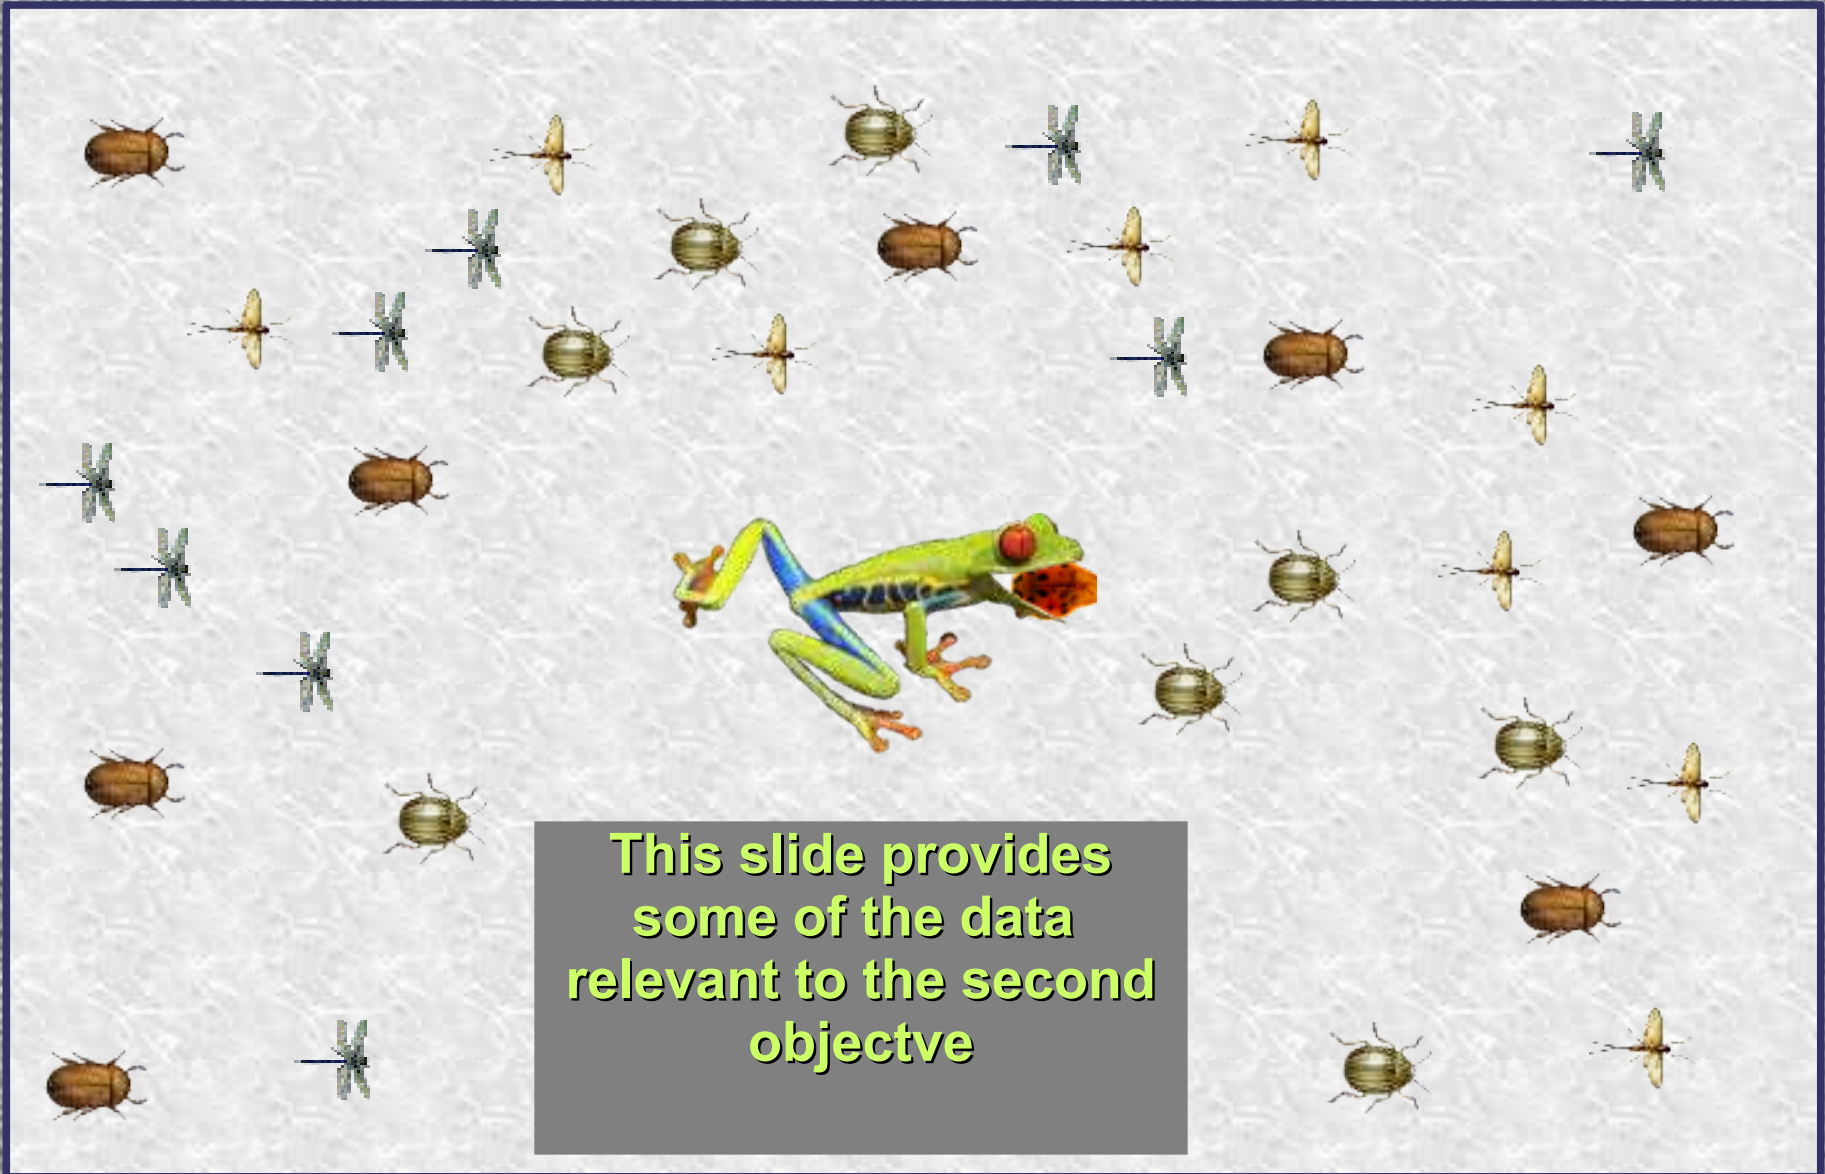 This slide provides
some of the data
relevant to the second
objectve